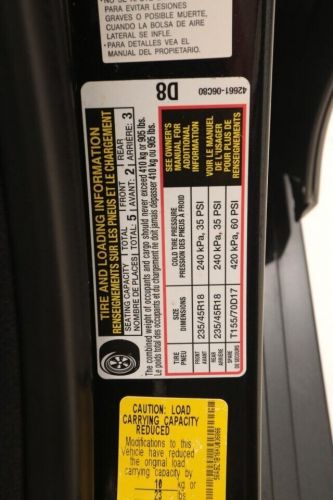 NO SE
PARA EVITAR LESIONES
GRAVES O POSIBLE MUERTE,
CUANDO LA BOLSA DE AIRE
LATERAL SE INFLE.
•PARA DETALLES VEA EL MANUAL
DEL PROPIETARIO.
TIRE AND LOADING INFORMATION
RENSEIGNEMENTS SUR LES PNEUS ET LE CHARGEMENT
SEATING CAPACITY TOTAL: 5 FRONT: 2 REAR: 3
NOMBRE DE PLACES TOTAL: AVANT: ARRIÈRE:
The combined weight of occupants and cargo should never exceed 410 kg or 905 lbs.
Le poids total des occupants et du chargement ne doit jamais dépasser 410 kg ou 905 lbs.
TIRE PNEU
SIZE DIMENSIONS
COLD TIRE PRESSURE PRESSION DES PNEUS À FROID
FRONT AVANT 235/45R18 240 kPa, 35 PSI
REAR ARRIÈRE 235/45R18 240 kPa, 35 PSI
SPARE DE SECOURS T155/70D17 420 kPa, 60 PSI
SEE OWNER'S MANUAL FOR ADDITIONAL INFORMATION
VOIR LE MANUEL DE L'USAGER POUR PLUS DE RENSEIGNEMENTS
D8
42661-06C80
CAUTION: LOAD
CARRYING CAPACITY
REDUCED
Modifications to this
vehicle have reduced
the original load
carrying capacity by
10 kg or
23 lbs